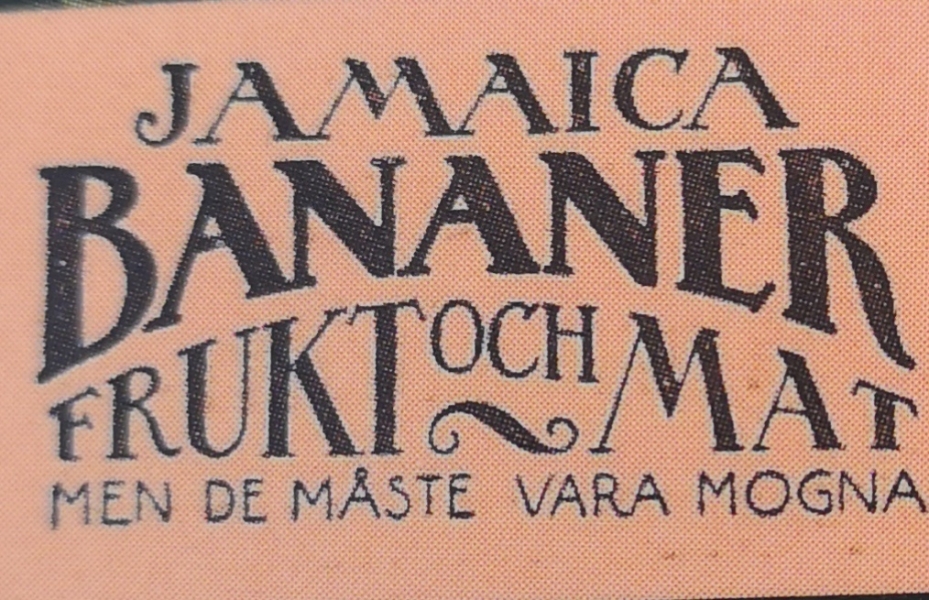 JAMAICA
BANANER
FRUKT OCH MAT
MEN DE MÅSTE VARA MOGNA